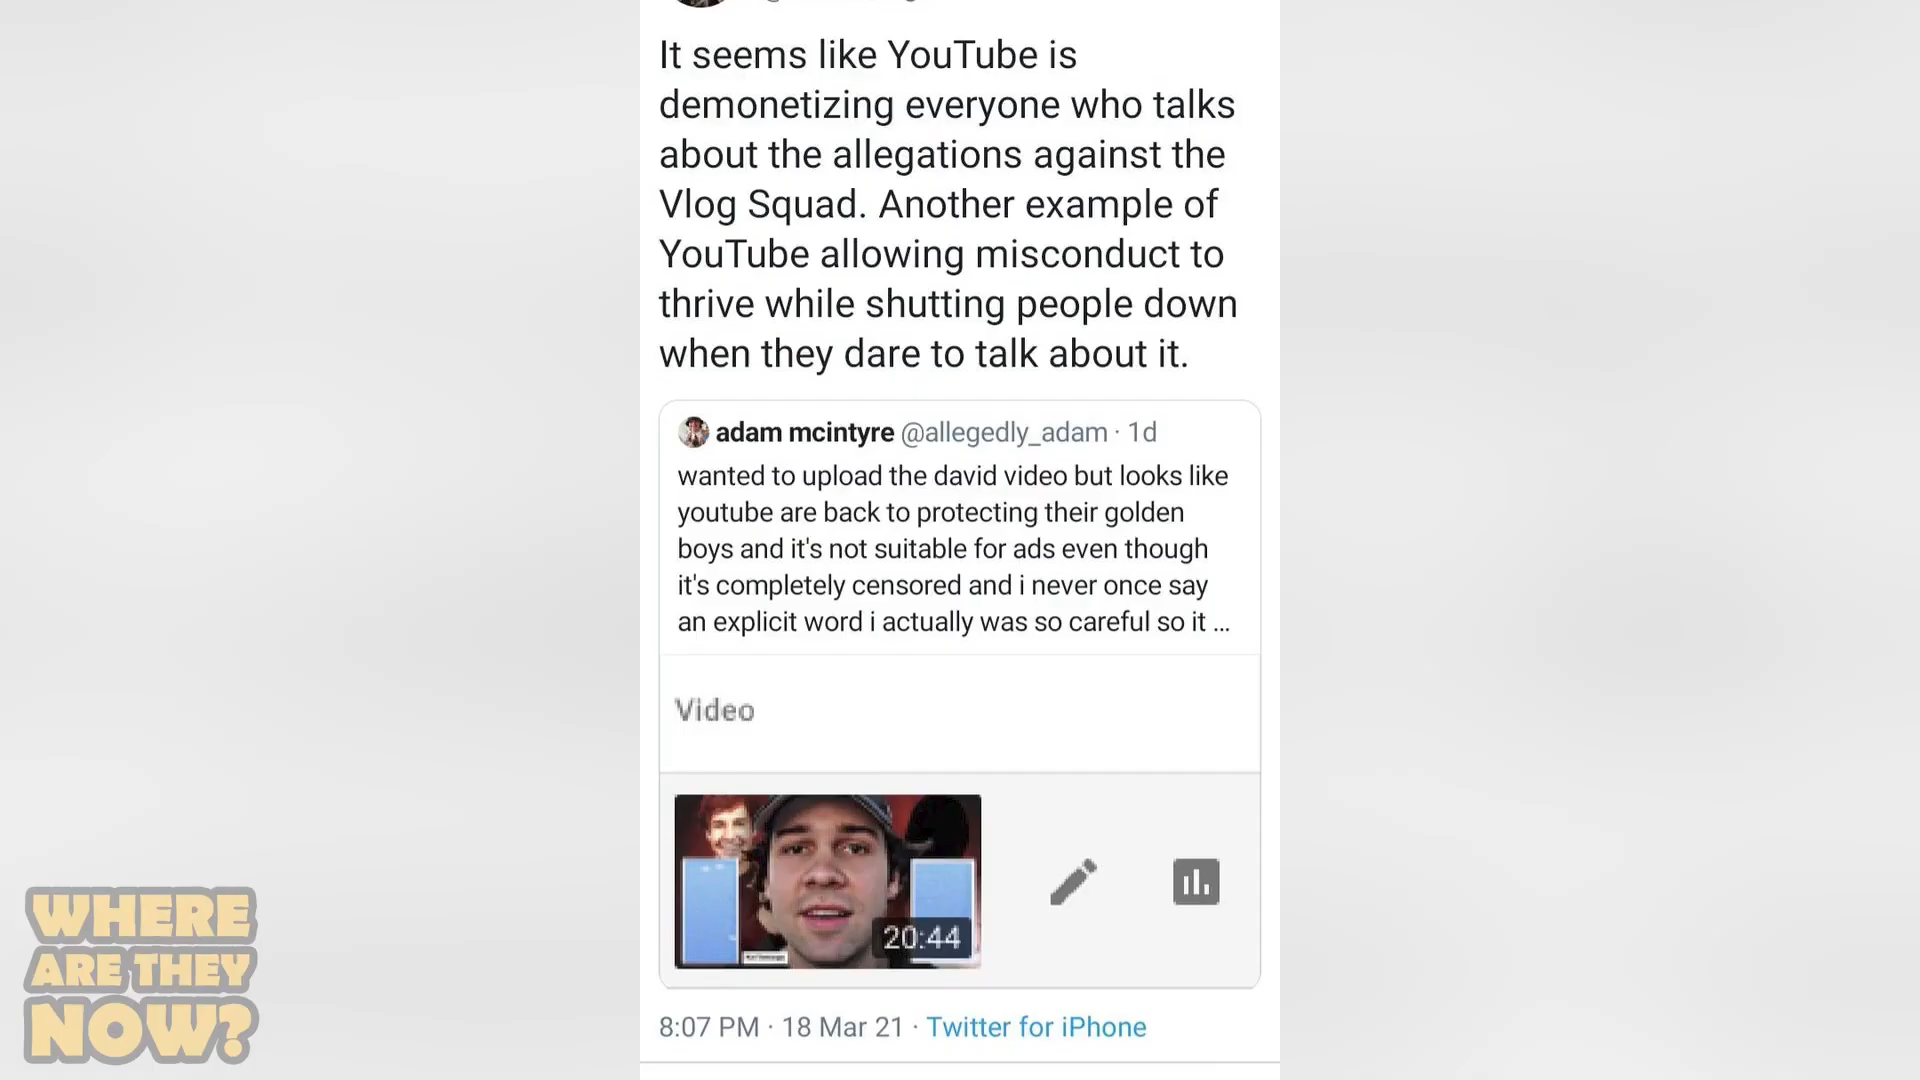 It seems like YouTube is
demonetizing everyone who talks
about the allegations against the
Vlog Squad. Another example of
YouTube allowing misconduct to
thrive while shutting people down
when they dare to talk about it.
adam mcintyre @allegedly_adam · 1d
wanted to upload the david video but looks like
youtube are back to protecting their golden
boys and it's not suitable for ads even though
it's completely censored and i never once say
an explicit word i actually was so careful so it ...
Video
20:44
8:07 PM · 18 Mar 21 · Twitter for iPhone
WHERE
ARE THEY
NOW?